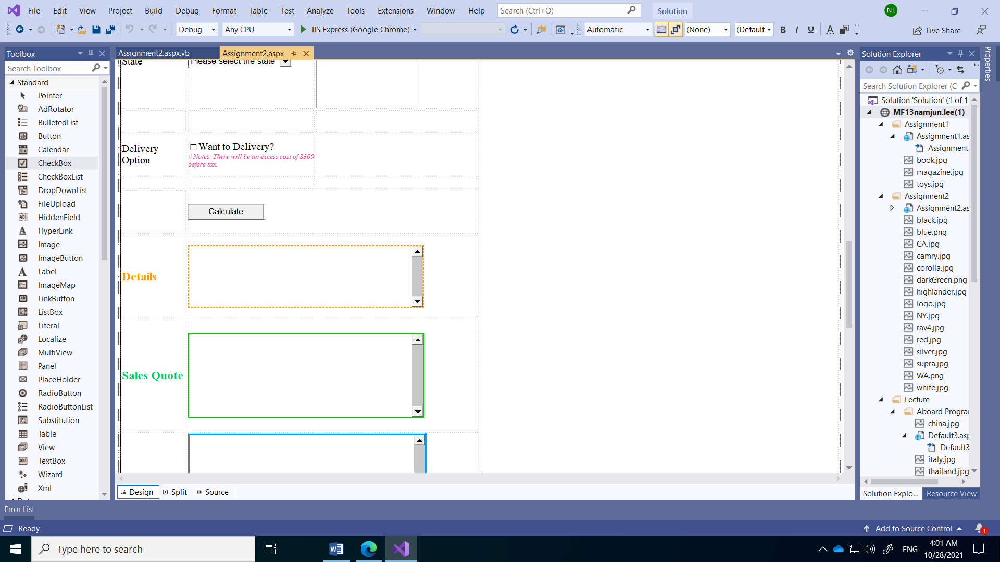 File Edit View Project Build Debug Format Table Test Analyze Tools Extensions Window Help Search (Ctrl+Q) Solution NL
Debug Any CPU IIS Express (Google Chrome) Automatic (None) (Default B I U A Live Share
Toolbox
Search Toolbox
Standard
Pointer
AdRotator
BulletedList
Button
Calendar
CheckBox
CheckBoxList
DropDownList
FileUpload
HiddenField
HyperLink
Image
ImageButton
Label
ImageMap
LinkButton
ListBox
Literal
Localize
MultiView
Panel
PlaceHolder
RadioButton
RadioButtonList
Substitution
Table
View
TextBox
Wizard
Xml
Assignment2.aspx.vb Assignment2.aspx
State Please select the state
Delivery Option
Want to Delivery?
# Notes: There will be an excess cost of $300
before tax.
Calculate
Details
Sales Quote
Design Split Source
Solution Explorer
Search Solution Explorer (C
Solution 'Solution' (1 of 1
MF13namjun.lee(1)
Assignment1
Assignment1.as
Assignment
book.jpg
magazine.jpg
toys.jpg
Assignment2
Assignment2.as
black.jpg
blue.png
CA.jpg
camry.jpg
corolla.jpg
darkGreen.png
highlander.jpg
logo.jpg
NY.jpg
rav4.jpg
red.jpg
silver.jpg
supra.jpg
WA.png
white.jpg
Lecture
Aboard Progra
china.jpg
Default3.asp
Default3
italy.jpg
thailand.jpg
Solution Explo... Resource View
Properties
Error List
Ready Add to Source Control 3
Type here to search ENG 4:01 AM
10/28/2021